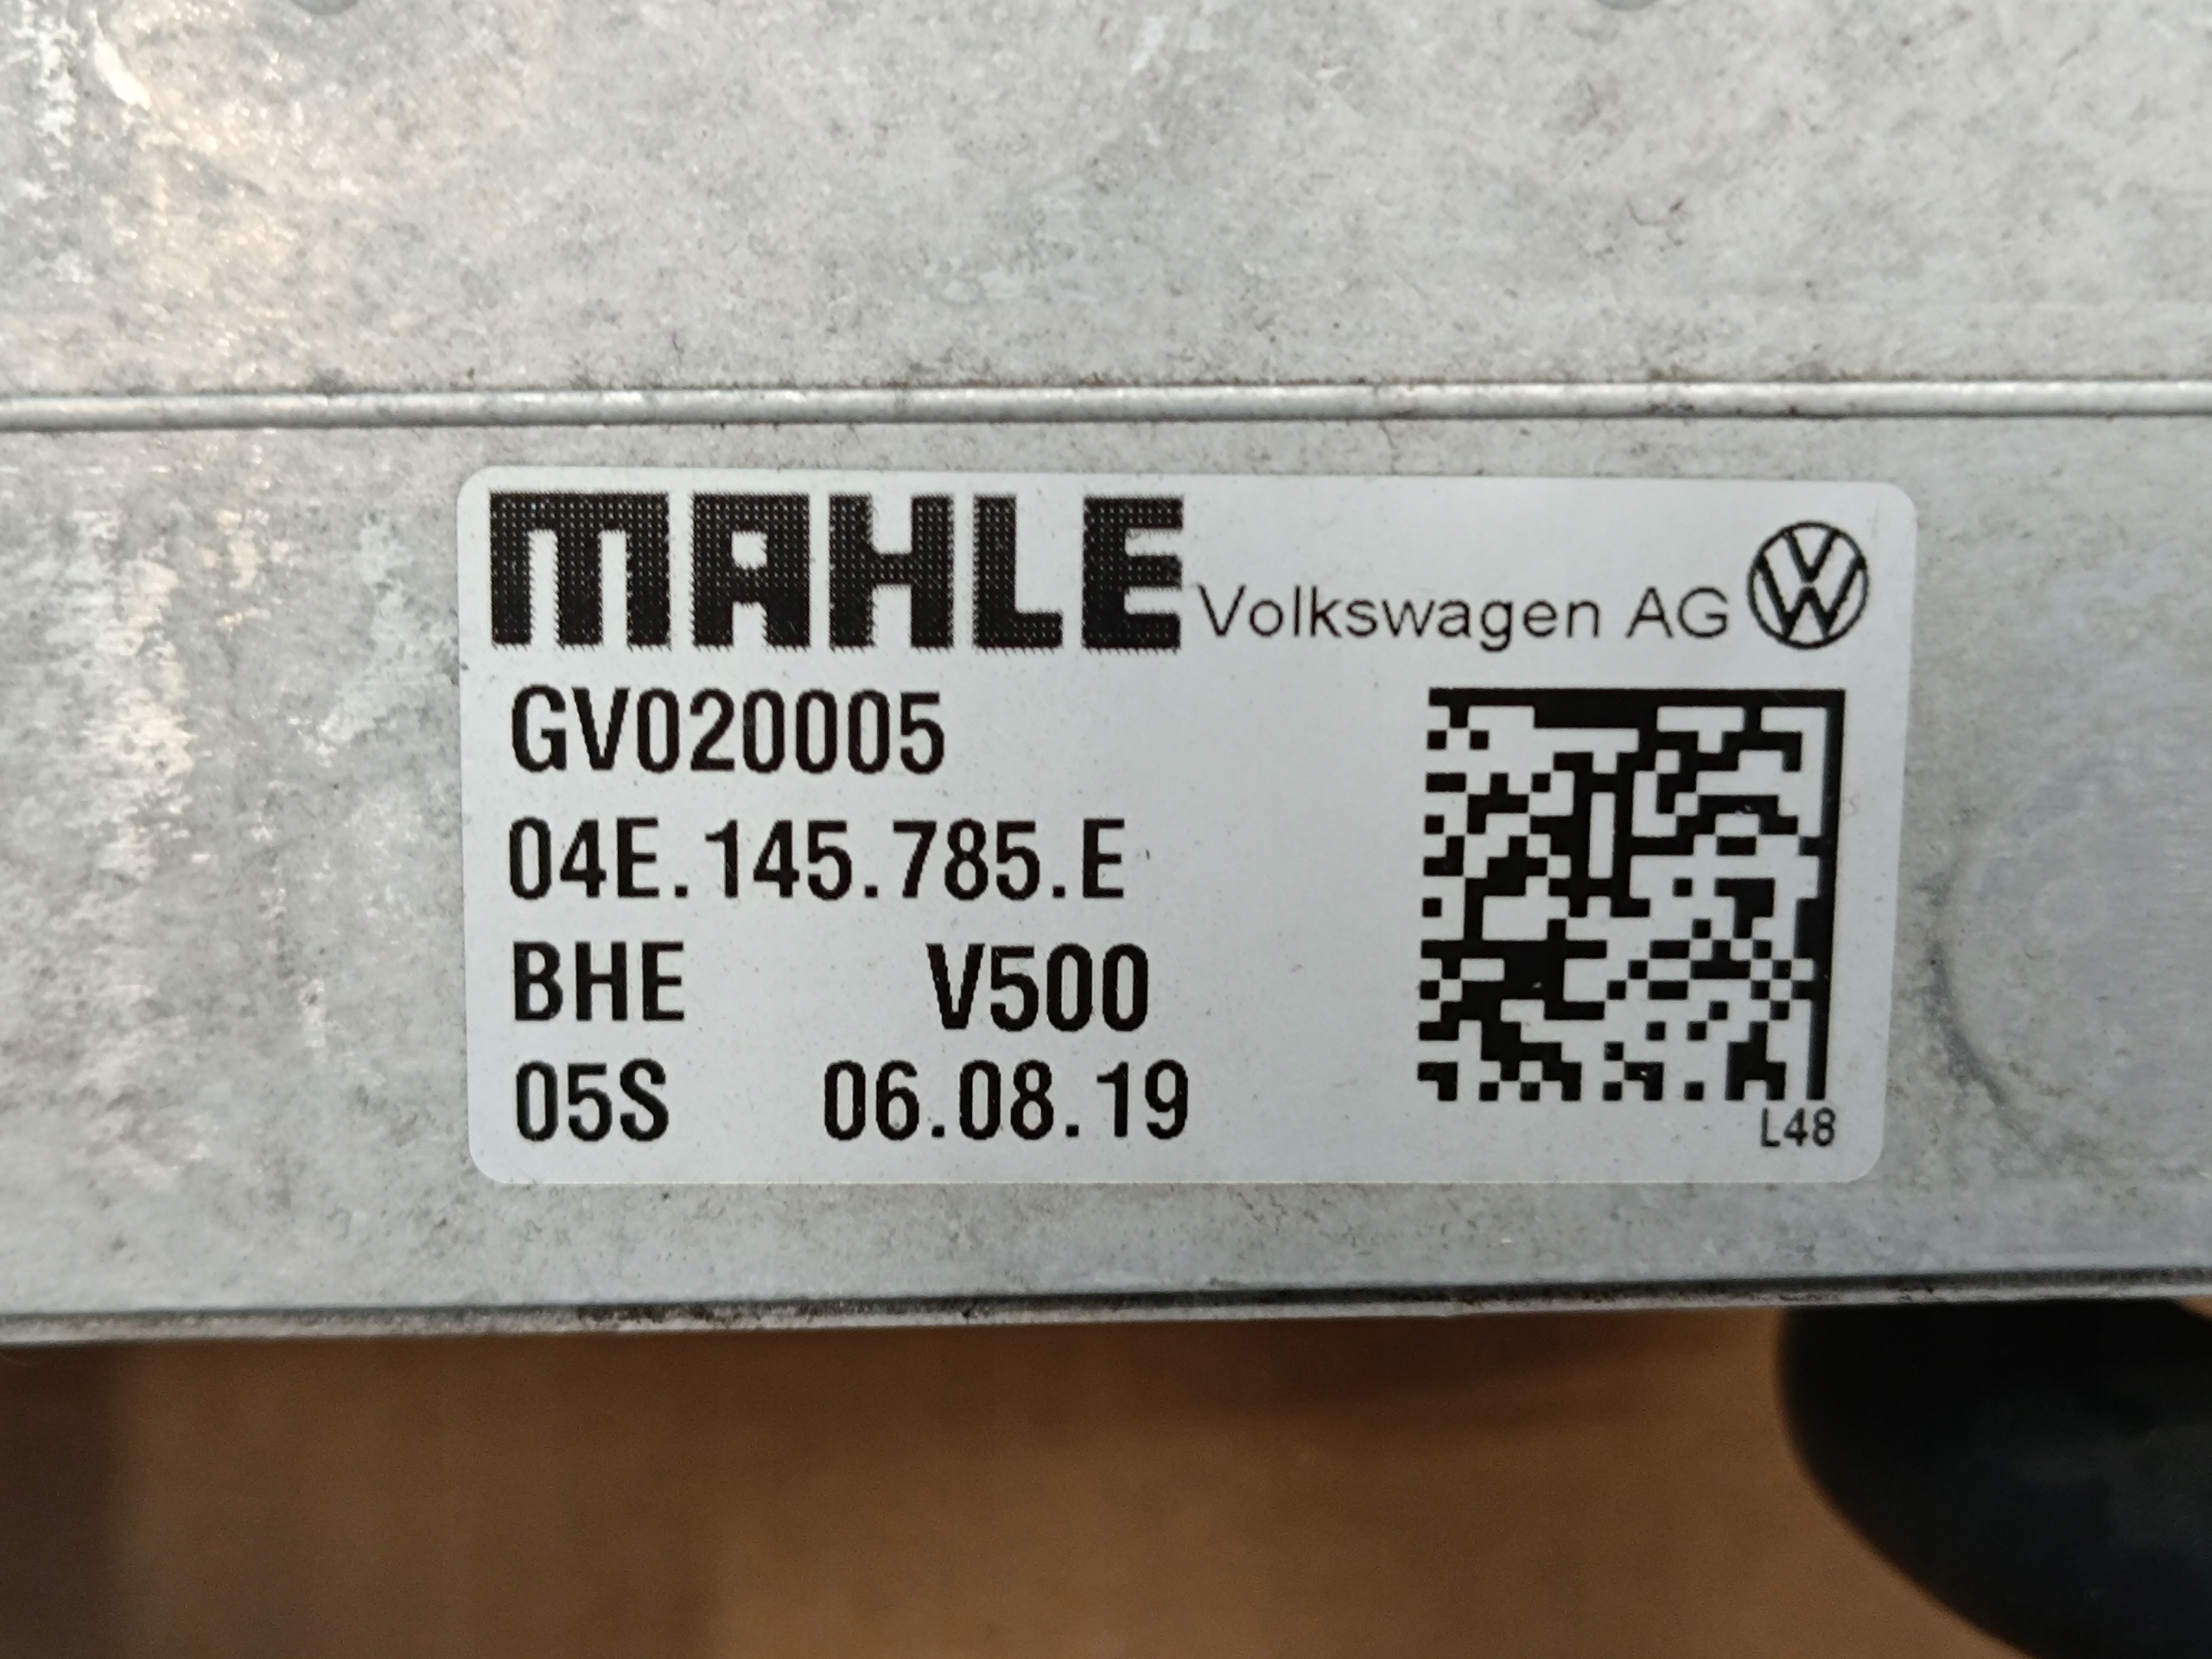 MAHLE Volkswagen AG
GV020005
04E.145.785.E
BHE V500
05S 06.08.19
L48